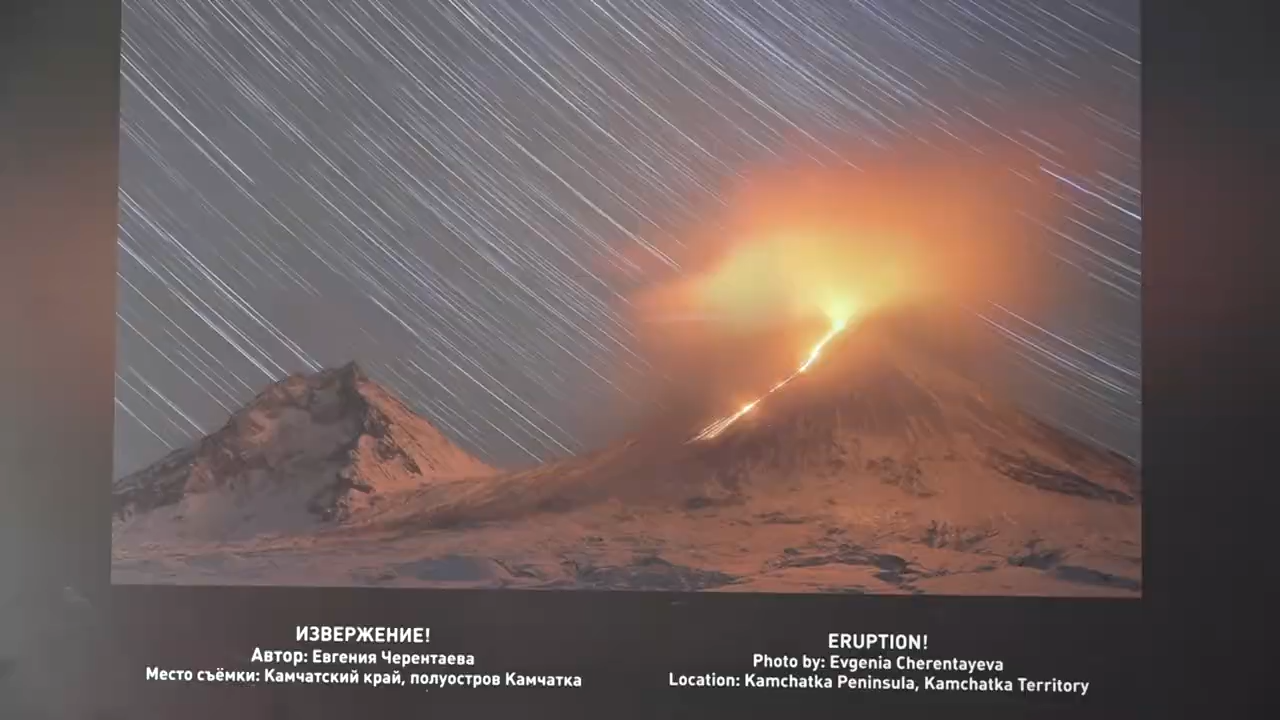 ИЗВЕРЖЕНИЕ!
Автор: Евгения Черентаева
Место съёмки: Камчатский край, полуостров Камчатка
ERUPTION!
Photo by: Evgenia Cherentayeva
Location: Kamchatka Peninsula, Kamchatka Territory